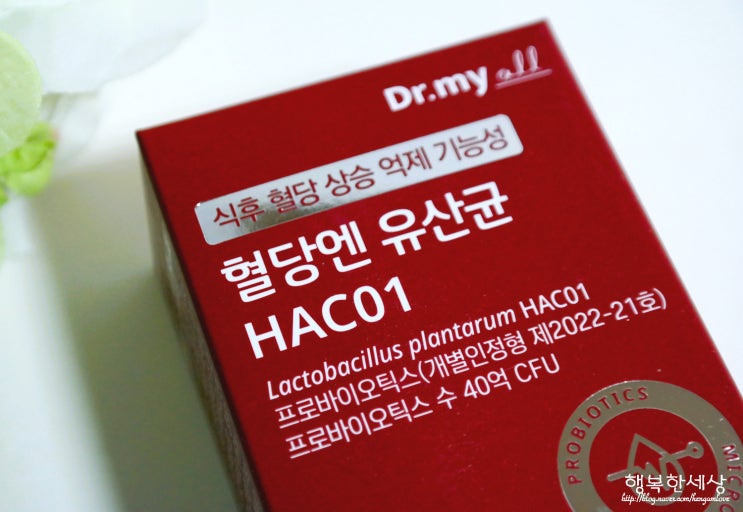 Dr.my all
식후 혈당 상승 억제 기능성
혈당엔 유산균
HAC01
Lactobacillus plantarum HAC01
프로바이오틱스(개별인정형 제2022-21호)
프로바이오틱스 수 40억 CFU
PROBIOTICS
행복한세상